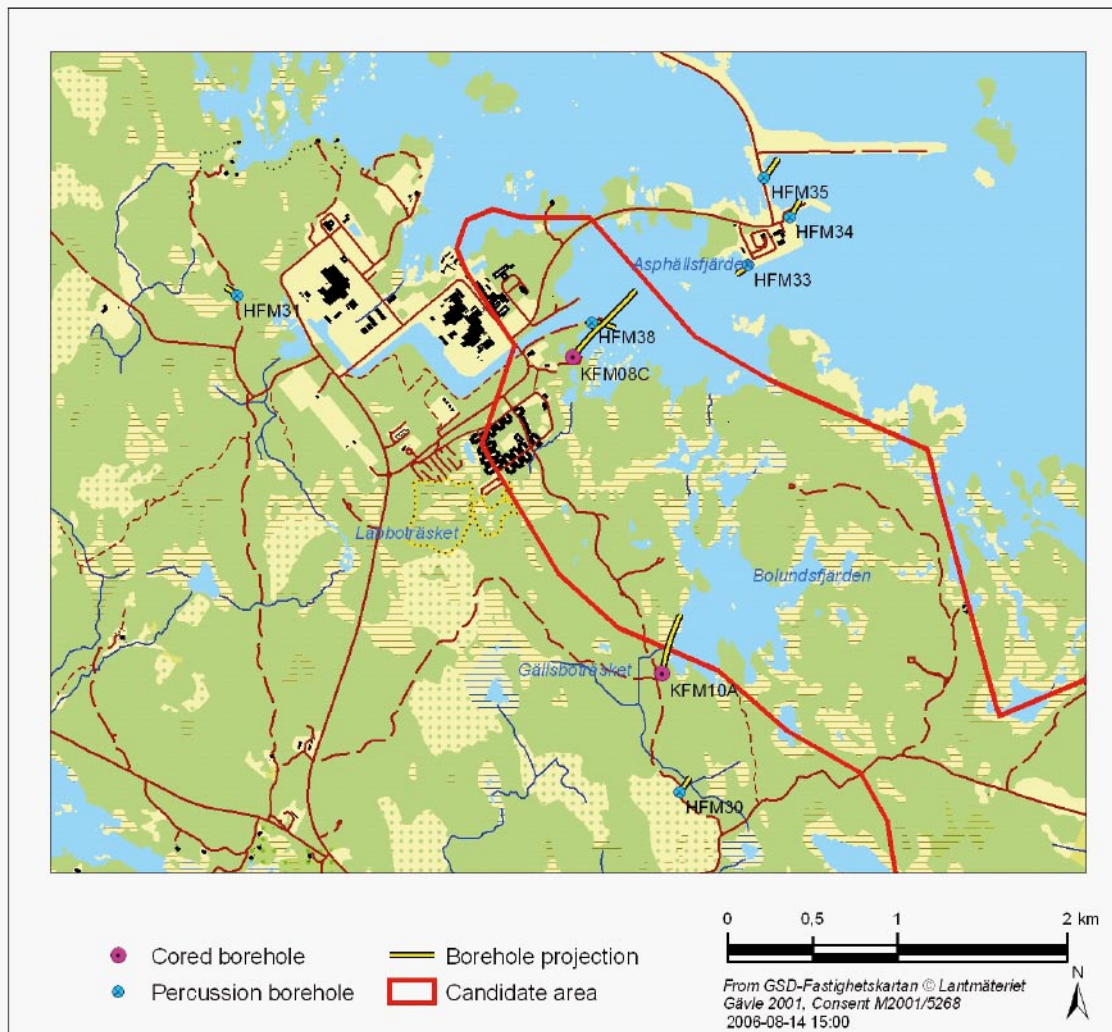 HFM35
HFM34
Asphällsfjärden
HFM33
HFM31
HFM38
KFM08C
Labboträsket
Bolundsfjärden
Gällsboträsket
KFM10A
HFM30
0 0,5 1 2 km
Cored borehole
Borehole projection
Percussion borehole
Candidate area
From GSD-Fastighetskartan © Lantmäteriet
Gävle 2001, Consent M2001/5268
2006-08-14 15:00
N